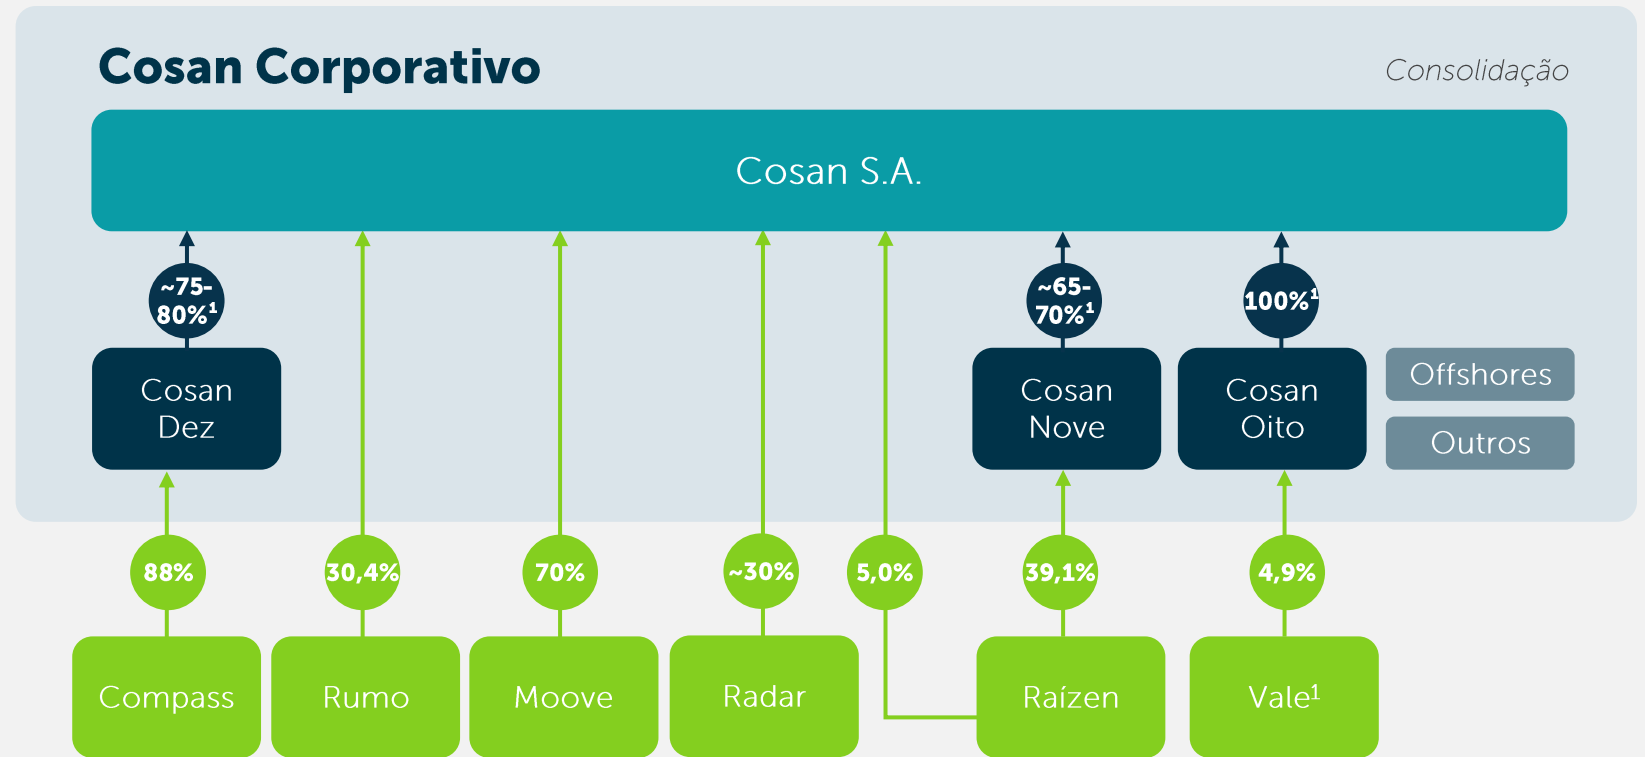 Cosan Corporativo
Consolidação
Cosan S.A.
~75-
80%¹
~65-
70%¹
100%¹
Cosan
Dez
Cosan
Nove
Cosan
Oito
Offshores
Outros
88%
30,4%
70%
~30%
5,0%
39,1%
4,9%
Compass
Rumo
Moove
Radar
Raízen
Vale¹